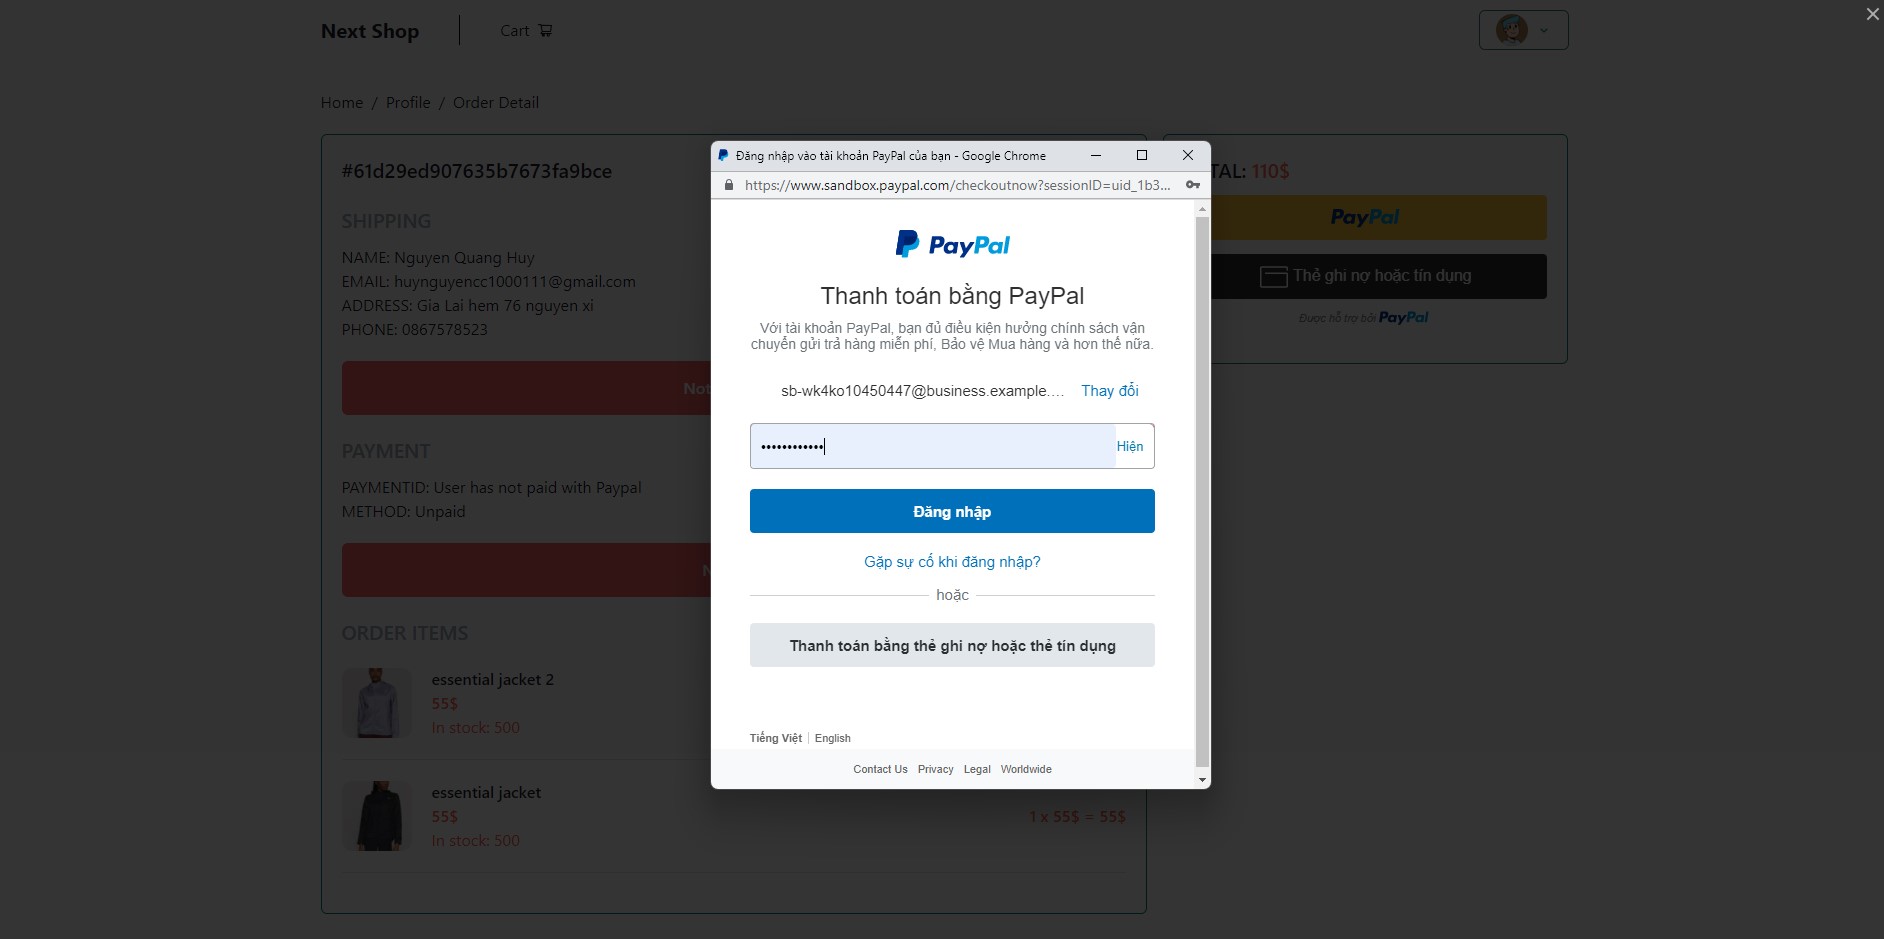 Next Shop
Cart
Home / Profile / Order Detail
#61d29ed907635b7673fa9bce
SHIPPING
NAME: Nguyen Quang Huy
EMAIL: huynguyencc1000111@gmail.com
ADDRESS: Gia Lai hem 76 nguyen xi
PHONE: 0867578523
Not
PAYMENT
PAYMENTID: User has not paid with Paypal
METHOD: Unpaid
N
ORDER ITEMS
essential jacket 2
55$
In stock: 500
essential jacket
55$
In stock: 500
1 x 55$ = 55$
Đăng nhập vào tài khoản PayPal của bạn - Google Chrome
https://www.sandbox.paypal.com/checkoutnow?sessionID=uid_1b3...
PayPal
Thanh toán bằng PayPal
Với tài khoản PayPal, bạn đủ điều kiện hưởng chính sách vận
chuyển gửi trả hàng miễn phí, Bảo vệ Mua hàng và hơn thế nữa.
sb-wk4ko10450447@business.example.... Thay đổi
•••••••••••• Hiện
Đăng nhập
Gặp sự cố khi đăng nhập?
hoặc
Thanh toán bằng thẻ ghi nợ hoặc thẻ tín dụng
Tiếng Việt | English
Contact Us Privacy Legal Worldwide
TAL: 110$
PayPal
Thẻ ghi nợ hoặc tín dụng
Được hỗ trợ bởi PayPal